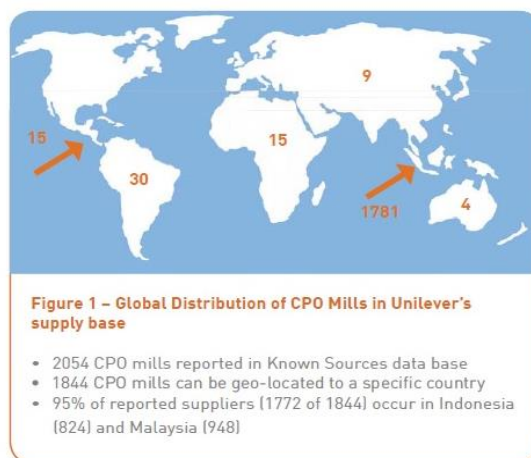 9
15
15
30
1781
4
Figure 1 – Global Distribution of CPO Mills in Unilever's
supply base
• 2054 CPO mills reported in Known Sources data base
• 1844 CPO mills can be geo-located to a specific country
• 95% of reported suppliers (1772 of 1844) occur in Indonesia
(824) and Malaysia (948)